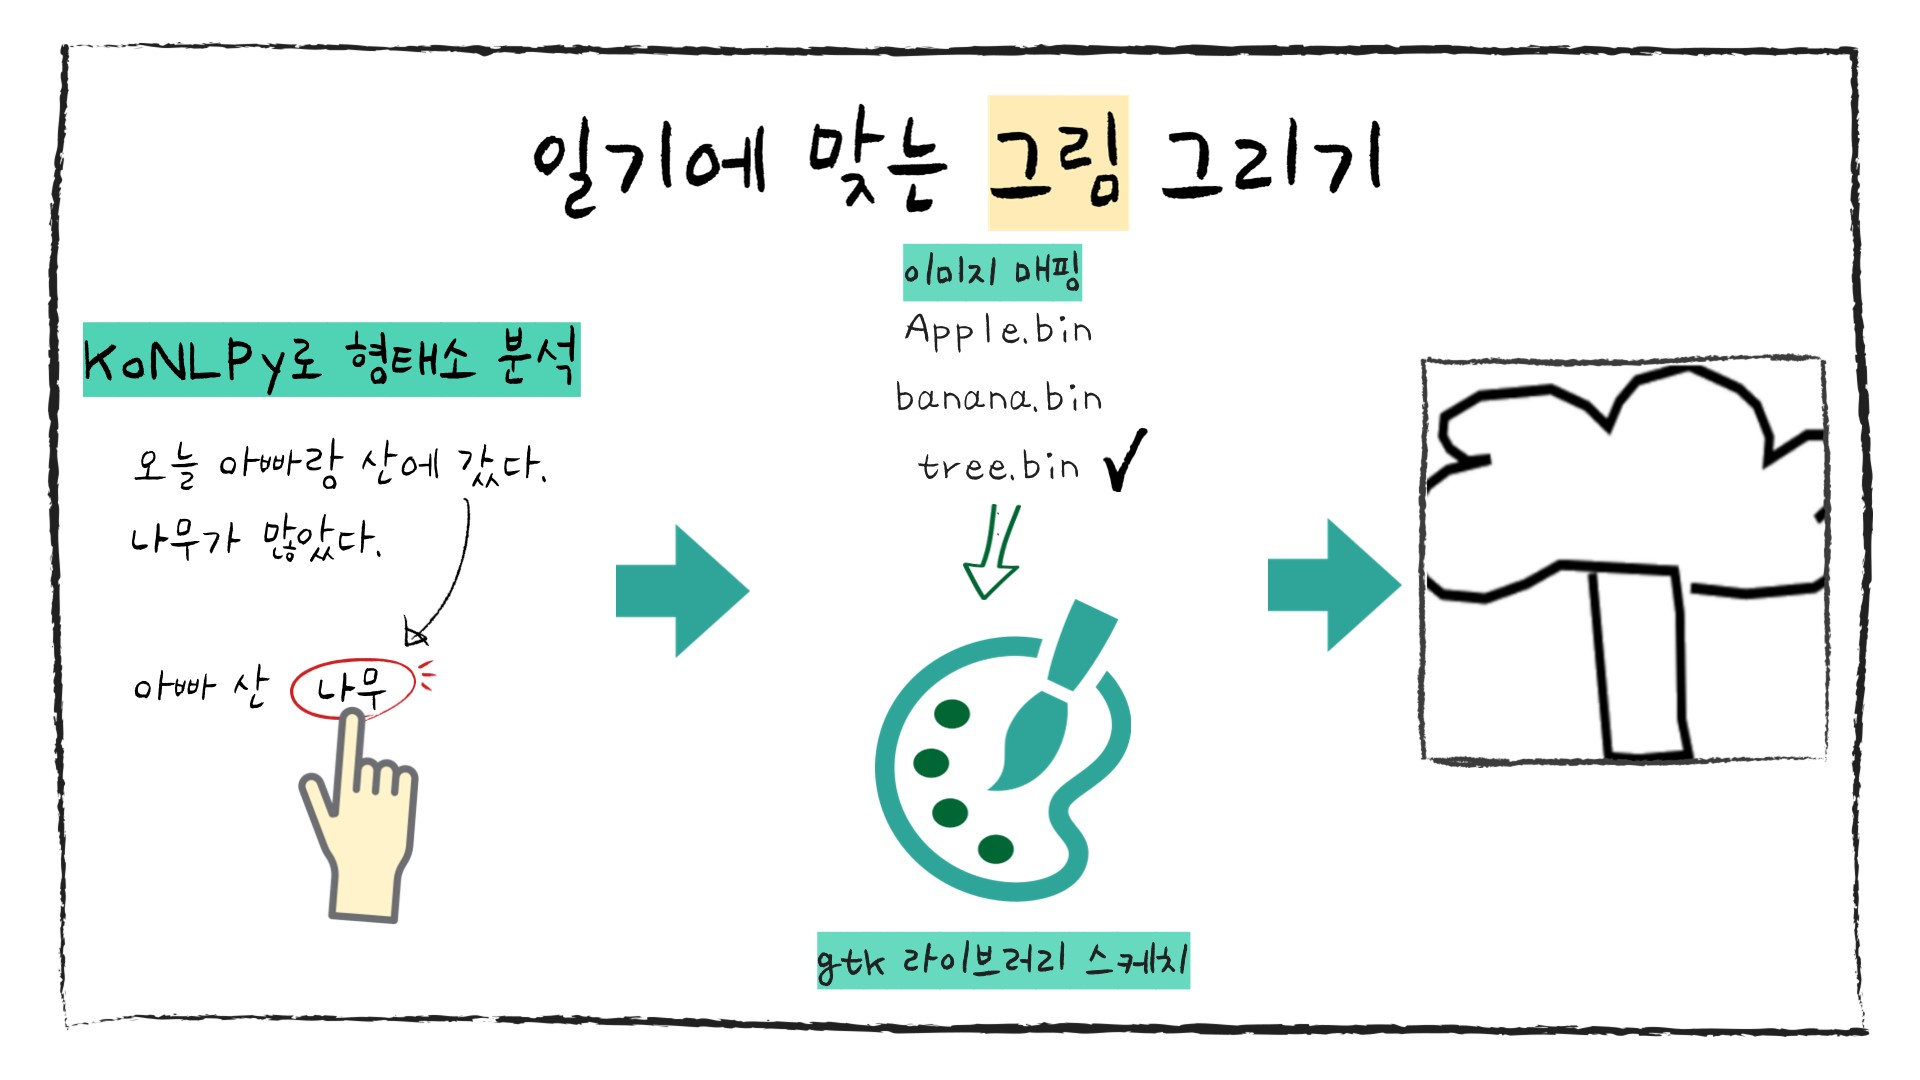 일기에 맞는 그림 그리기
KoNLPy로 형태소 분석
오늘 아빠랑 산에 갔다.
나무가 많았다.
아빠 산 나무
이미지 매핑
Apple.bin
banana.bin
tree.bin
gtk 라이브러리 스케치